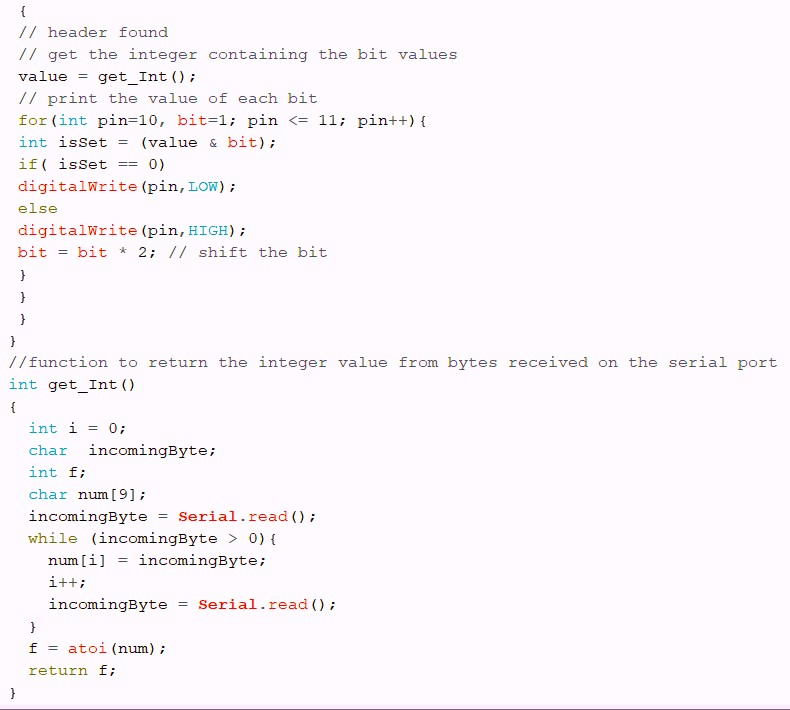 {
// header found
// get the integer containing the bit values
value = get_Int();
// print the value of each bit
for(int pin=10, bit=1; pin <= 11; pin++){
int isSet = (value & bit);
if( isSet == 0)
digitalWrite(pin,LOW);
else
digitalWrite(pin,HIGH);
bit = bit * 2; // shift the bit
}
}
}
}
//function to return the integer value from bytes received on the serial port
int get_Int()
{
int i = 0;
char  incomingByte;
int f;
char num[9];
incomingByte = Serial.read();
while (incomingByte > 0){
num[i] = incomingByte;
i++;
incomingByte = Serial.read();
}
f = atoi(num);
return f;
}